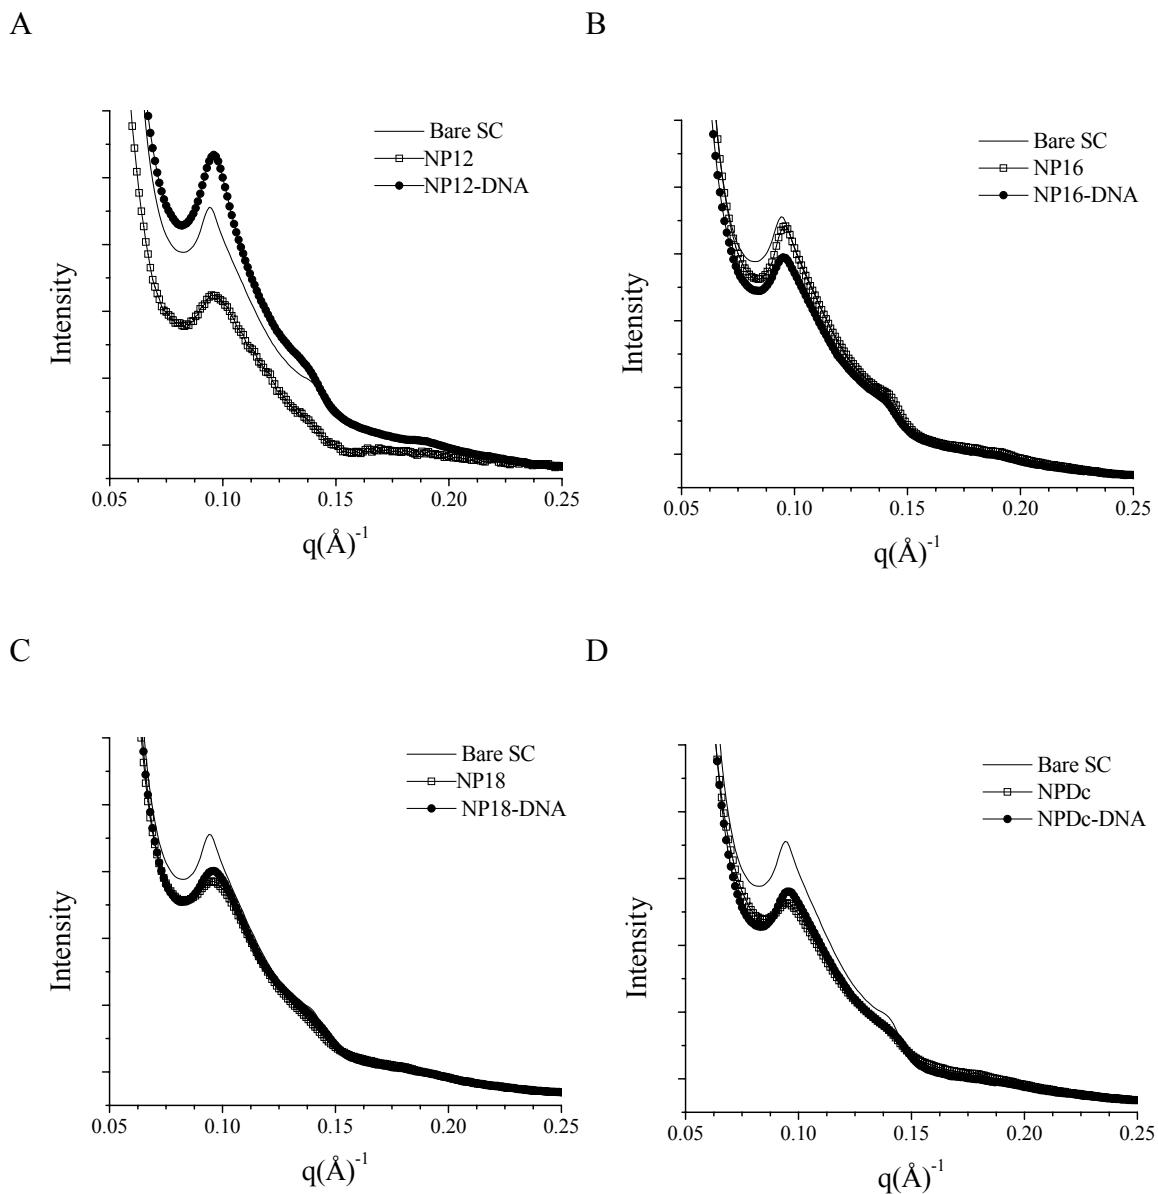 A
Bare SC
NP12
NP12-DNA
Intensity
0.05 0.10 0.15 0.20 0.25
q(Å)⁻¹
B
Bare SC
NP16
NP16-DNA
Intensity
0.05 0.10 0.15 0.20 0.25
q(Å)⁻¹
C
Bare SC
NP18
NP18-DNA
Intensity
0.05 0.10 0.15 0.20 0.25
q(Å)⁻¹
D
Bare SC
NPDc
NPDc-DNA
Intensity
0.05 0.10 0.15 0.20 0.25
q(Å)⁻¹